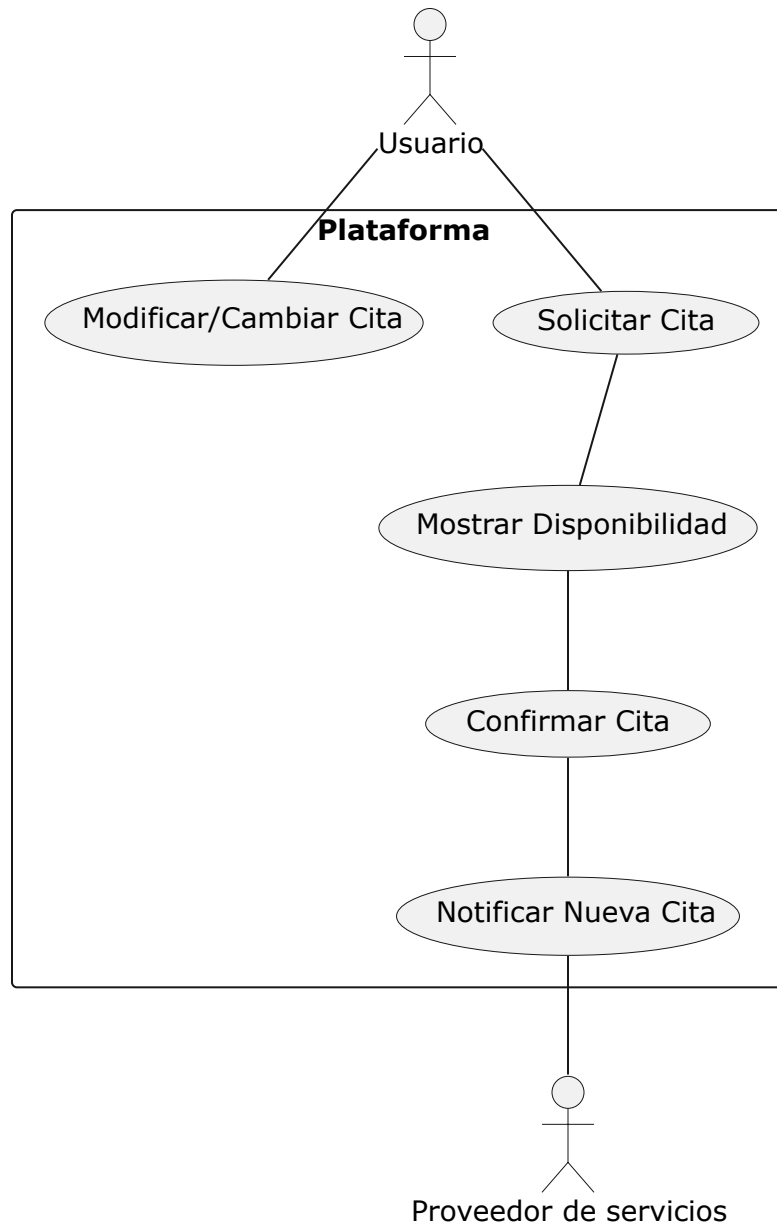 Usuario
Plataforma
Modificar/Cambiar Cita
Solicitar Cita
Mostrar Disponibilidad
Confirmar Cita
Notificar Nueva Cita
Proveedor de servicios